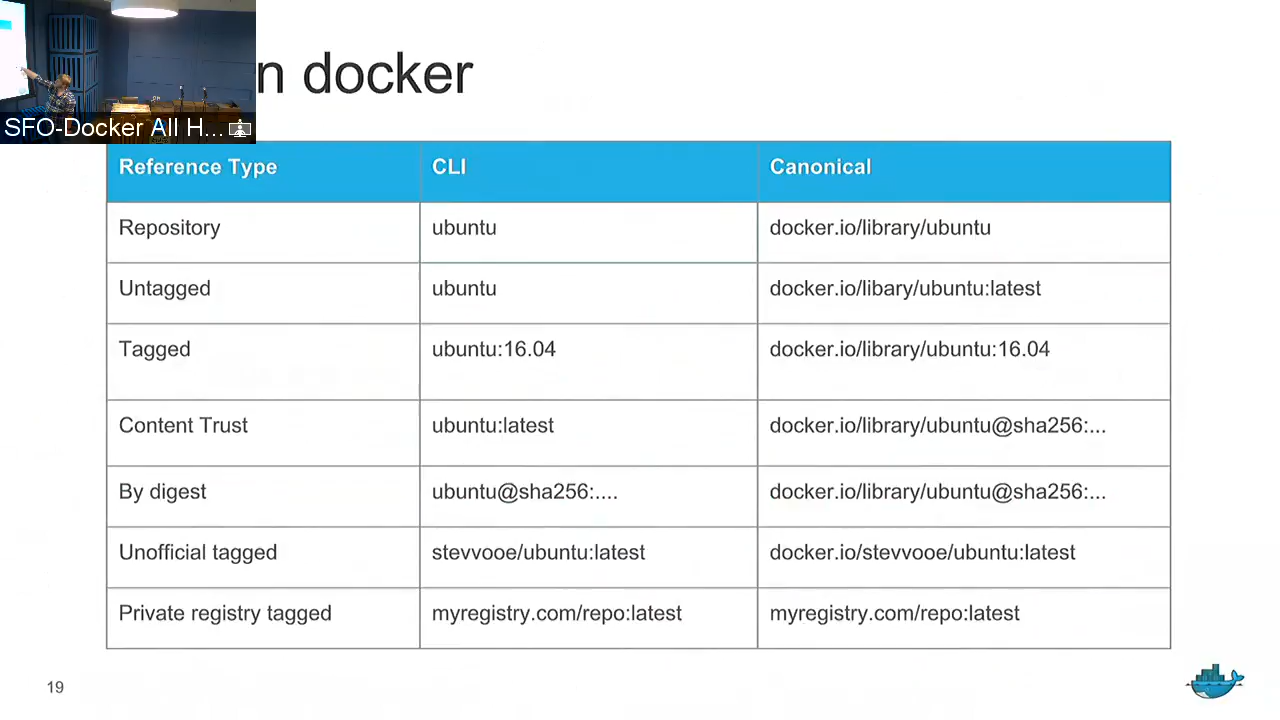 n docker
SFO-Docker All H...
Reference Type CLI Canonical
Repository ubuntu docker.io/library/ubuntu
Untagged ubuntu docker.io/libary/ubuntu:latest
Tagged ubuntu:16.04 docker.io/library/ubuntu:16.04
Content Trust ubuntu:latest docker.io/library/ubuntu@sha256:...
By digest ubuntu@sha256:.... docker.io/library/ubuntu@sha256:...
Unofficial tagged stevvooe/ubuntu:latest docker.io/stevvooe/ubuntu:latest
Private registry tagged myregistry.com/repo:latest myregistry.com/repo:latest
19